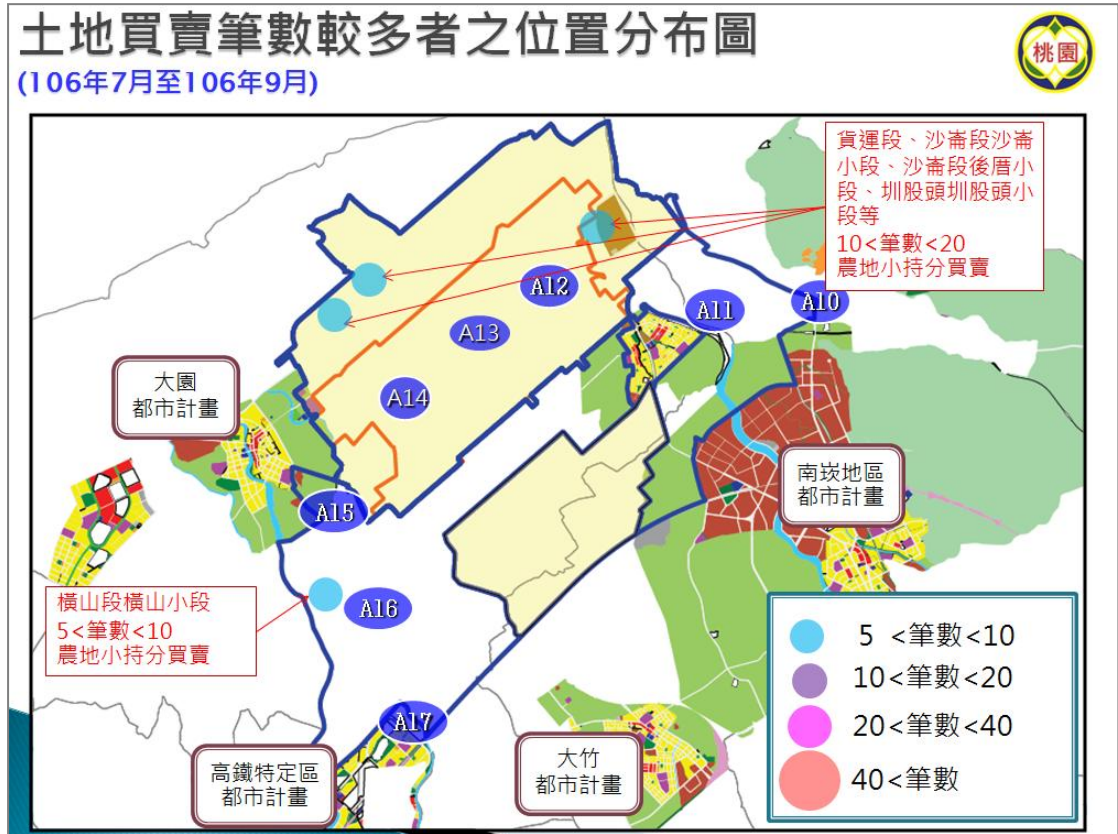 土地買賣筆數較多者之位置分布圖
(106年7月至106年9月)
桃園
貨運段、沙崙段沙崙
小段、沙崙段後厝小
段、圳股頭圳股頭小
段等
10<筆數<20
農地小持分買賣
A12
A11
A10
A13
A14
大園
都市計畫
南崁地區
都市計畫
A15
橫山段橫山小段
5<筆數<10
農地小持分買賣
A16
A17
高鐵特定區
都市計畫
大竹
都市計畫
5 <筆數<10
10<筆數<20
20<筆數<40
40<筆數